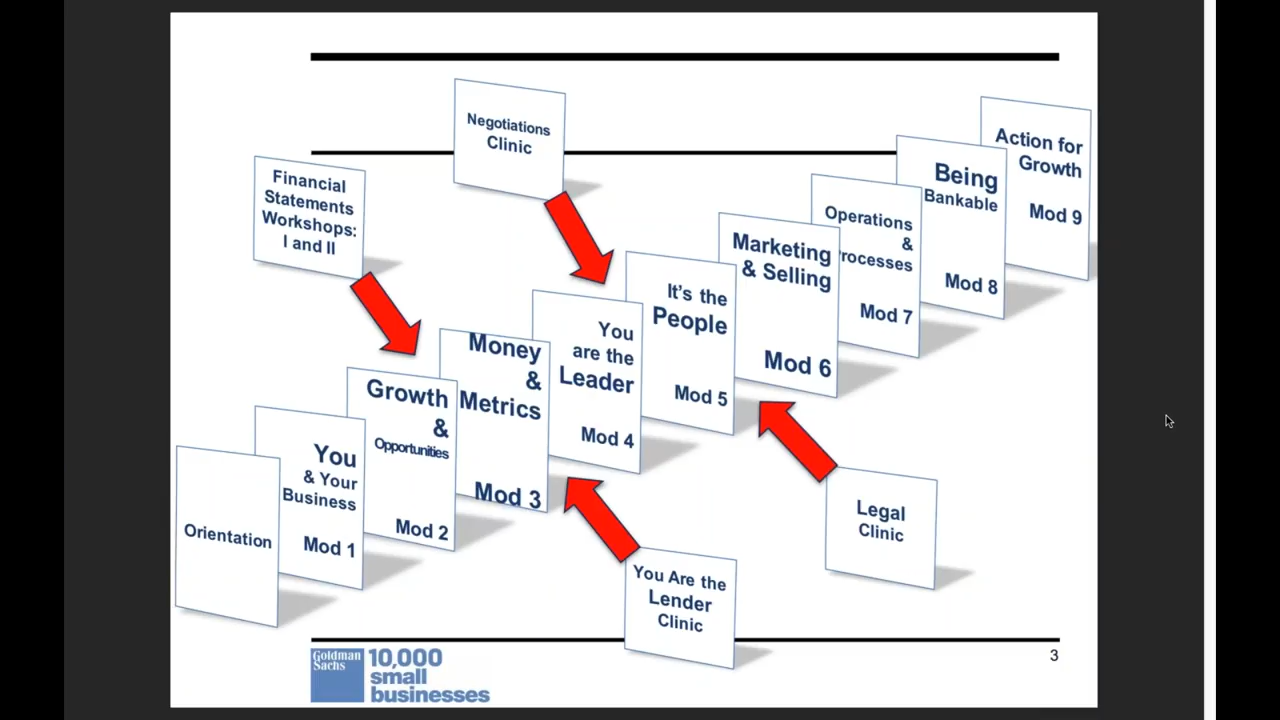 Negotiations
Clinic
Financial
Statements
Workshops:
I and II
Orientation
You
& Your
Business
Mod 1
Growth
&
Opportunities
Mod 2
Money
&
Metrics
Mod 3
You
are the
Leader
Mod 4
It's the
People
Mod 5
Marketing
& Selling
Mod 6
Operations
&
rocesses
Mod 7
Being
Bankable
Mod 8
Action for
Growth
Mod 9
Legal
Clinic
You Are the
Lender
Clinic
Goldman
Sachs
10,000
small
businesses
3